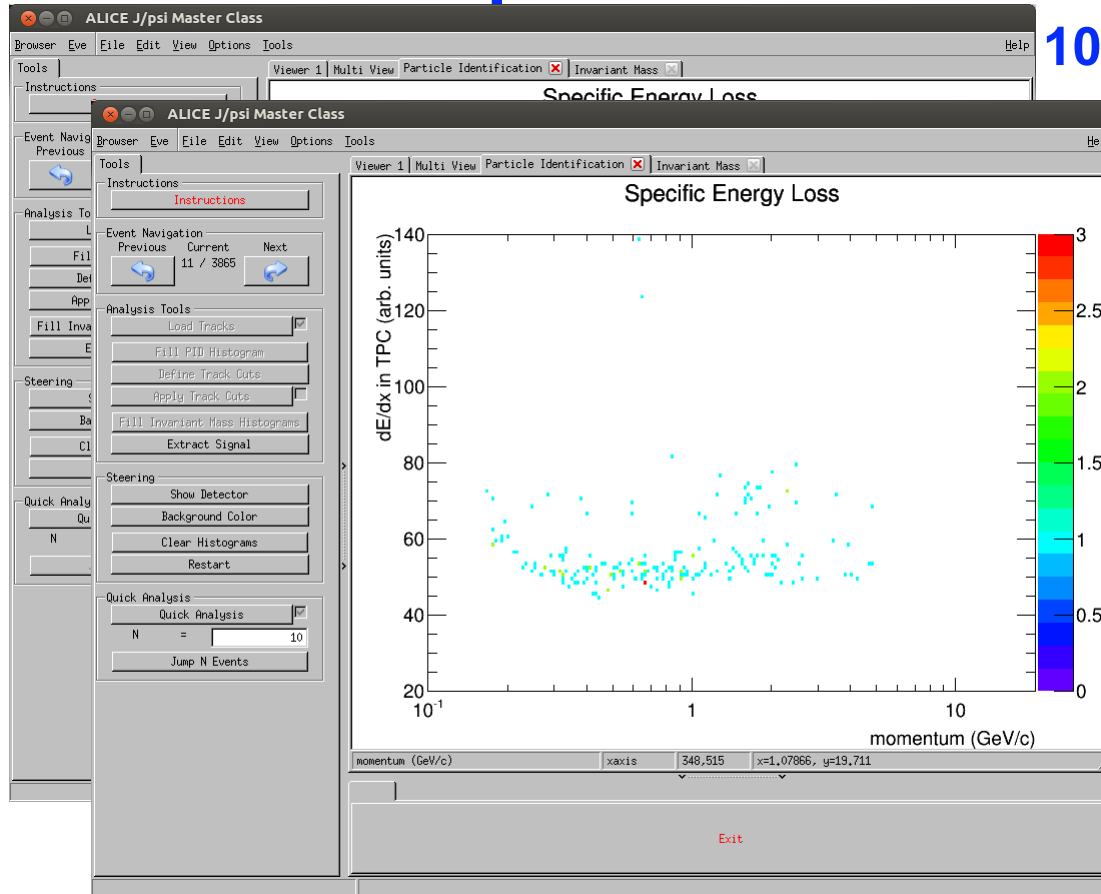 ALICE J/psi Master Class
Browser Eve File Edit View Options Tools Help
10
Tools
Viewer 1 Multi View Particle Identification Invariant Mass
Instructions
Specific Energy Loss
Event Navig
Previous
Analysis To
L
Fil
De
App
Fill Inva
E
Steering
S
Ba
Cl
Quick Analy
Qu
N
ALICE J/psi Master Class
Browser Eve File Edit View Options Tools He
Tools
Viewer 1 Multi View Particle Identification Invariant Mass
Instructions
Instructions
Event Navigation
Previous Current Next
11 / 3865
Analysis Tools
Load Tracks
Fill PID Histogram
Define Track Cuts
Apply Track Cuts
Fill Invariant Mass Histograms
Extract Signal
Steering
Show Detector
Background Color
Clear Histograms
Restart
Quick Analysis
Quick Analysis
N = 10
Jump N Events
Specific Energy Loss
dE/dx in TPC (arb. units)
140
120
100
80
60
40
20
10⁻¹ 1 10
momentum (GeV/c)
3
2.5
2
1.5
1
0.5
0
momentum (GeV/c) xaxis 348,515 x=1.07866, y=19.711
Exit